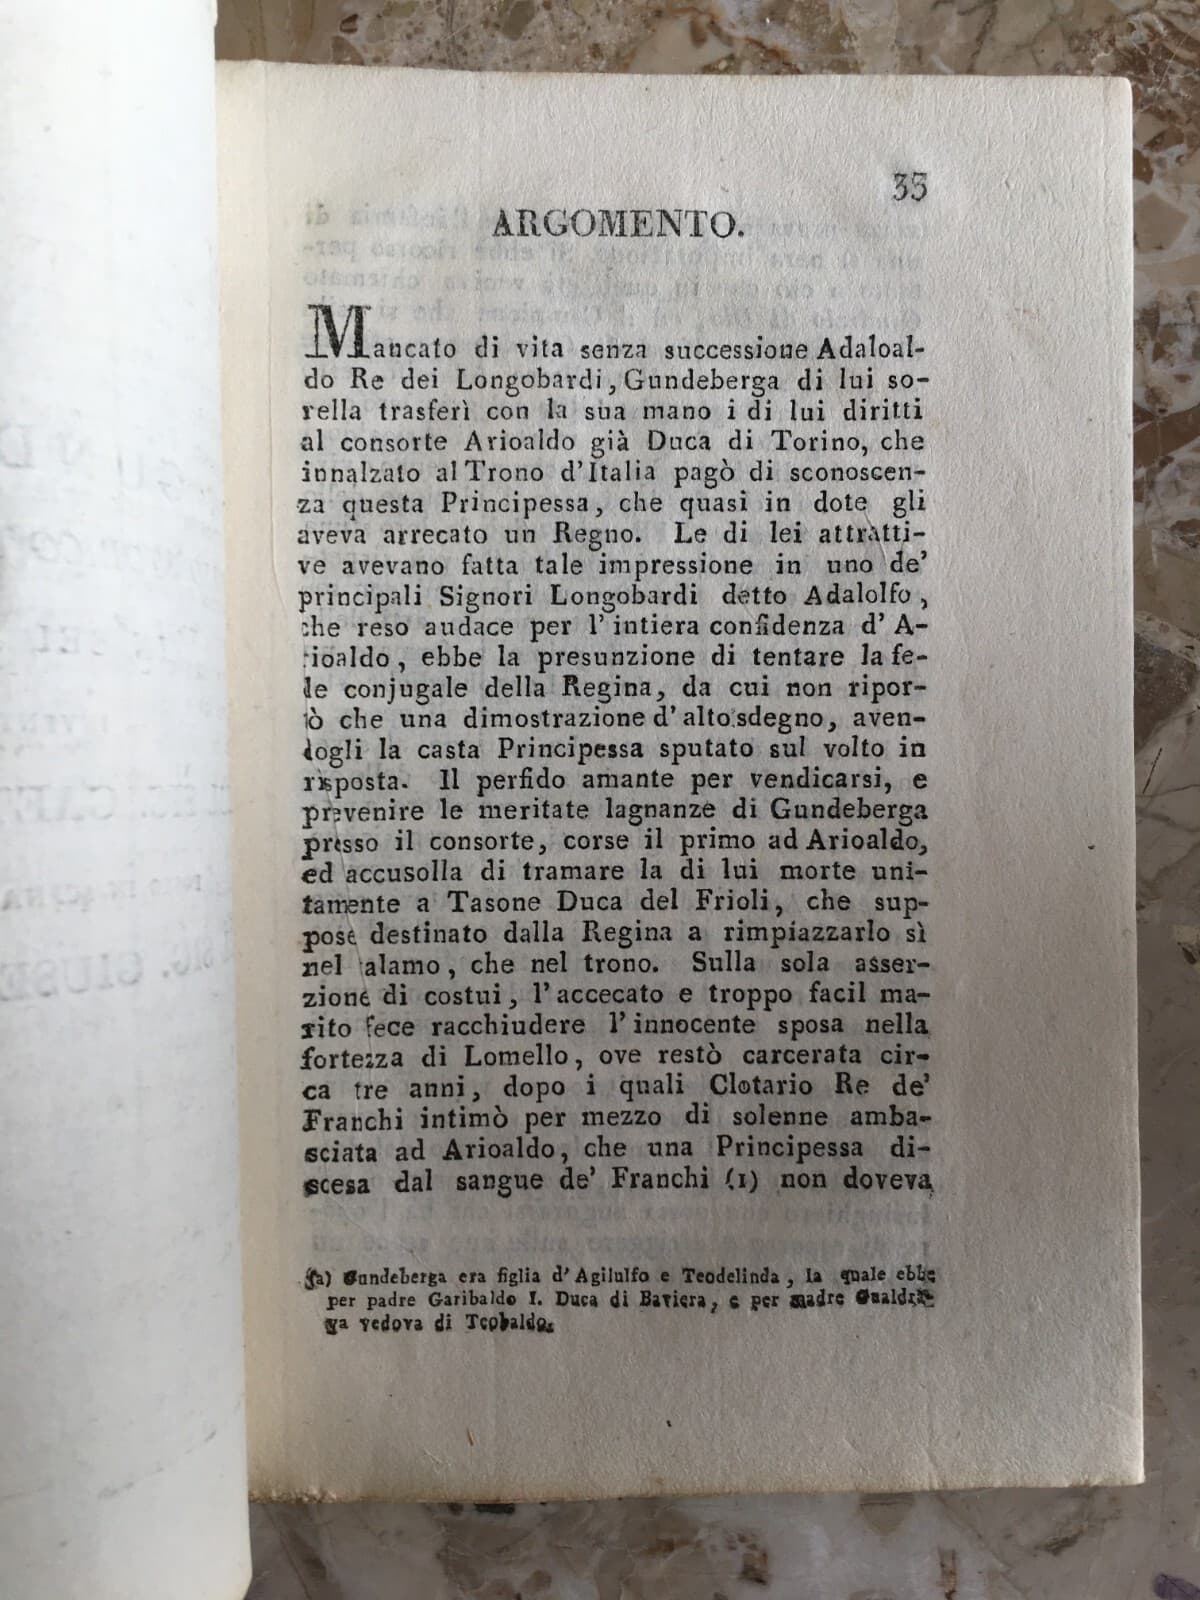 33
ARGOMENTO.
Mancato di vita senza successione Adaloal-
do Re dei Longobardi, Gundeberga di lui so-
rella trasferì con la sua mano i di lui diritti
al consorte Arioaldo già Duca di Torino, che
innalzato al Trono d'Italia pagò di sconoscen-
za questa Principessa, che quasi in dote gli
aveva arrecato un Regno. Le di lei attratti-
ve avevano fatta tale impressione in uno de'
principali Signori Longobardi detto Adalolfo,
che reso audace per l'intiera confidenza d'A-
rioaldo, ebbe la presunzione di tentare la fe-
de conjugale della Regina, da cui non ripor-
tò che una dimostrazione d'alto sdegno, aven-
dogli la casta Principessa sputato sul volto in
risposta. Il perfido amante per vendicarsi, e
prevenire le meritate lagnanze di Gundeberga
presso il consorte, corse il primo ad Arioaldo,
ed accusolla di tramare la di lui morte uni-
tamente a Tasone Duca del Frioli, che sup-
pose destinato dalla Regina a rimpiazzarlo sì
nel talamo, che nel trono. Sulla sola asser-
zione di costui, l'accecato e troppo facil ma-
rito fece racchiudere l'innocente sposa nella
fortezza di Lomello, ove restò carcerata cir-
ca tre anni, dopo i quali Clotario Re de'
Franchi intimò per mezzo di solenne amba-
sciata ad Arioaldo, che una Principessa di-
scesa dal sangue de' Franchi (1) non doveva
(a) Gundeberga era figlia d'Agilulfo e Teodelinda, la quale ebbe
per padre Garibaldo I. Duca di Baviera, e per madre Gualdra-
ga vedova di Teobaldo.